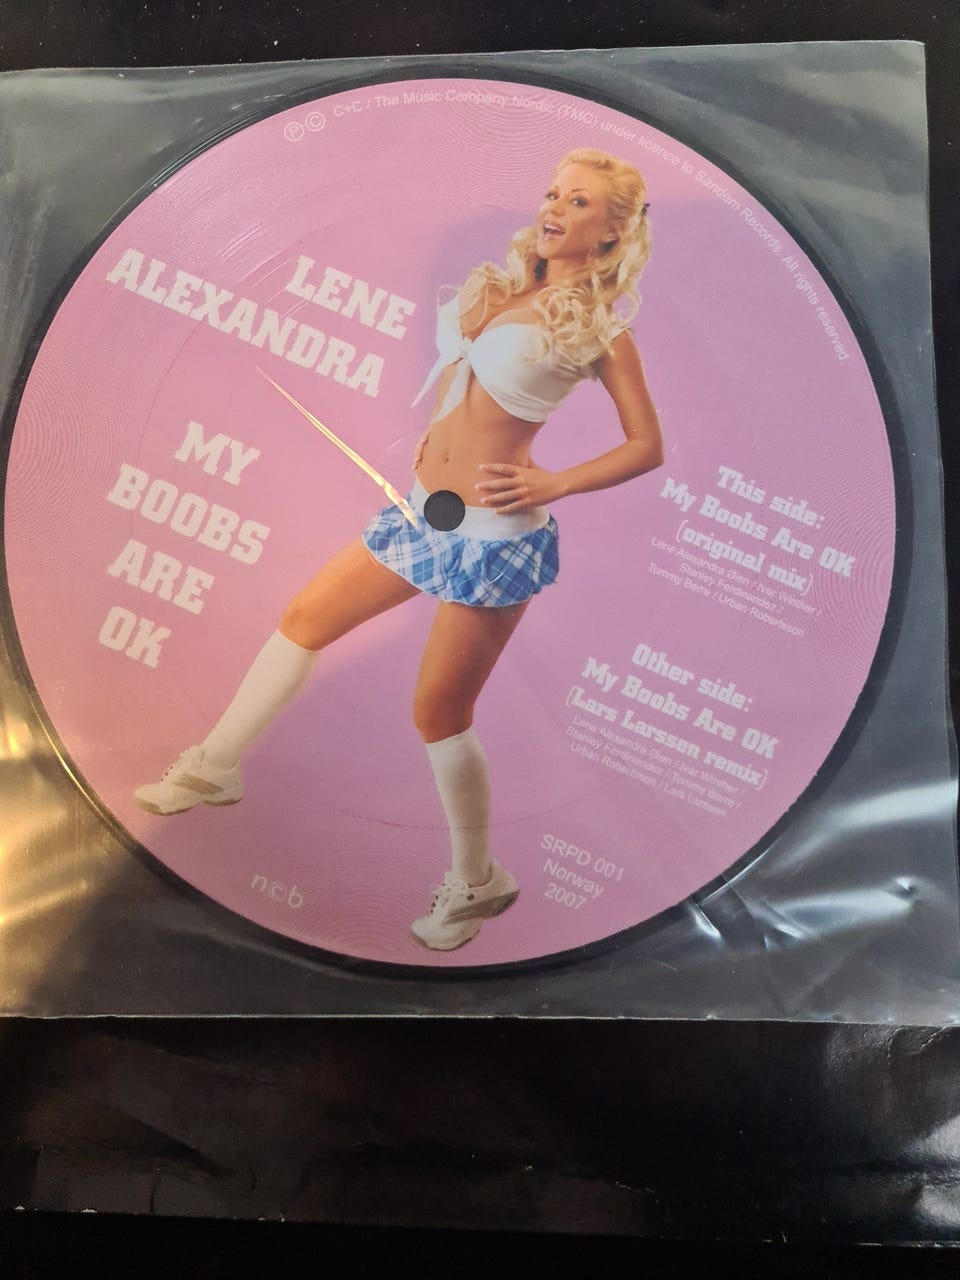 Ⓟ Ⓒ C+C / The Music Company Nordic (TMC) under licence to Sandem Records. All rights reserved.
LENE
ALEXANDRA
MY
BOOBS
ARE
OK
This side:
My Boobs Are OK
(original mix)
Lene Alexandra Øien / Ivar Winther /
Stanley Ferdinandez /
Tommy Berre / Urban Robertsson
Other side:
My Boobs Are OK
(Lars Larssen remix)
Lene Alexandra Øien / Ivar Winther /
Stanley Ferdinandez / Tommy Berre /
Urban Robertsson / Lars Larssen
SRPD 001
Norway
2007
n©b